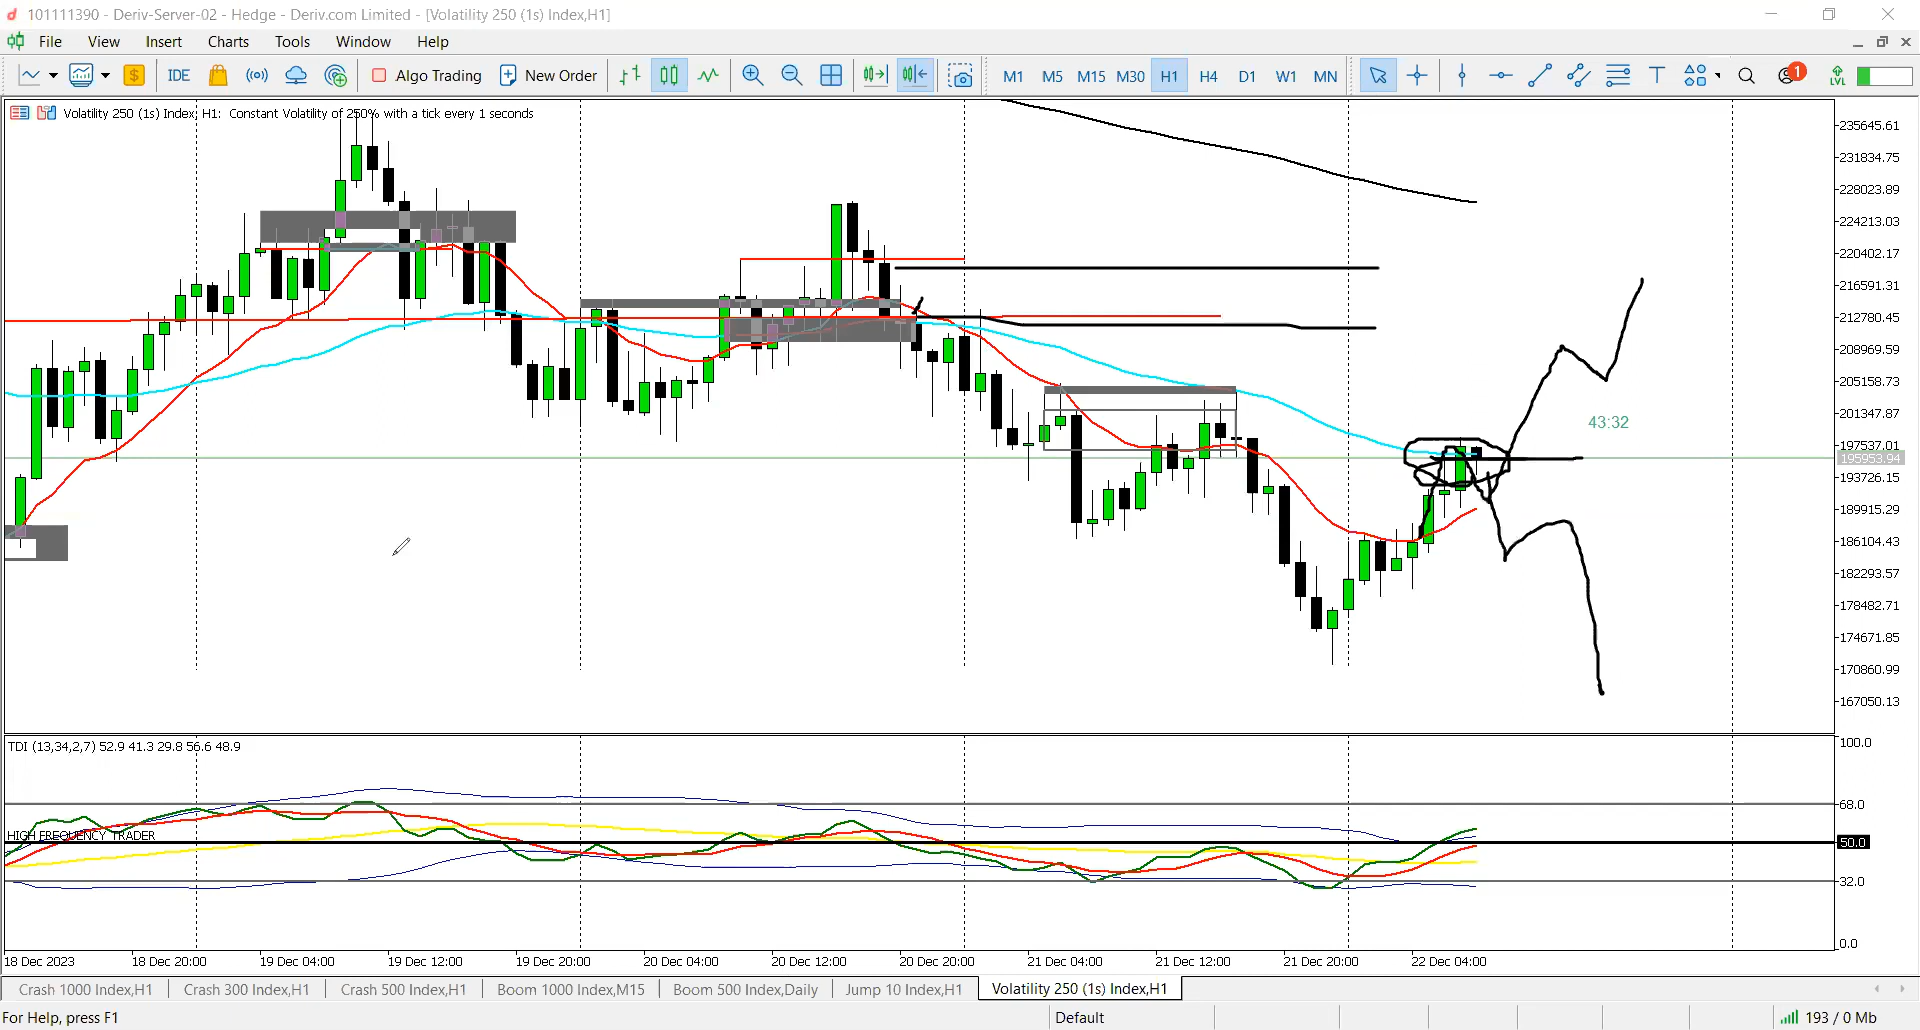 101111390 - Deriv-Server-02 - Hedge - Deriv.com Limited - [Volatility 250 (1s) Index,H1]
File View Insert Charts Tools Window Help
IDE Algo Trading New Order M1 M5 M15 M30 H1 H4 D1 W1 MN T 1 LVL
Volatility 250 (1s) Index, H1: Constant Volatility of 250% with a tick every 1 seconds
235645.61
231834.75
228023.89
224213.03
220402.17
216591.31
212780.45
208969.59
205158.73
201347.87
43:32
197537.01
195953.94
193726.15
189915.29
186104.43
182293.57
178482.71
174671.85
170860.99
167050.13
TDI (13,34,2,7) 52.9 41.3 29.8 56.6 48.9
100.0
68.0
HIGH FREQUENCY TRADER
50.0
32.0
0.0
18 Dec 2023 18 Dec 20:00 19 Dec 04:00 19 Dec 12:00 19 Dec 20:00 20 Dec 04:00 20 Dec 12:00 20 Dec 20:00 21 Dec 04:00 21 Dec 12:00 21 Dec 20:00 22 Dec 04:00
Crash 1000 Index,H1 Crash 300 Index,H1 Crash 500 Index,H1 Boom 1000 Index,M15 Boom 500 Index,Daily Jump 10 Index,H1 Volatility 250 (1s) Index,H1
For Help, press F1 Default 193 / 0 Mb